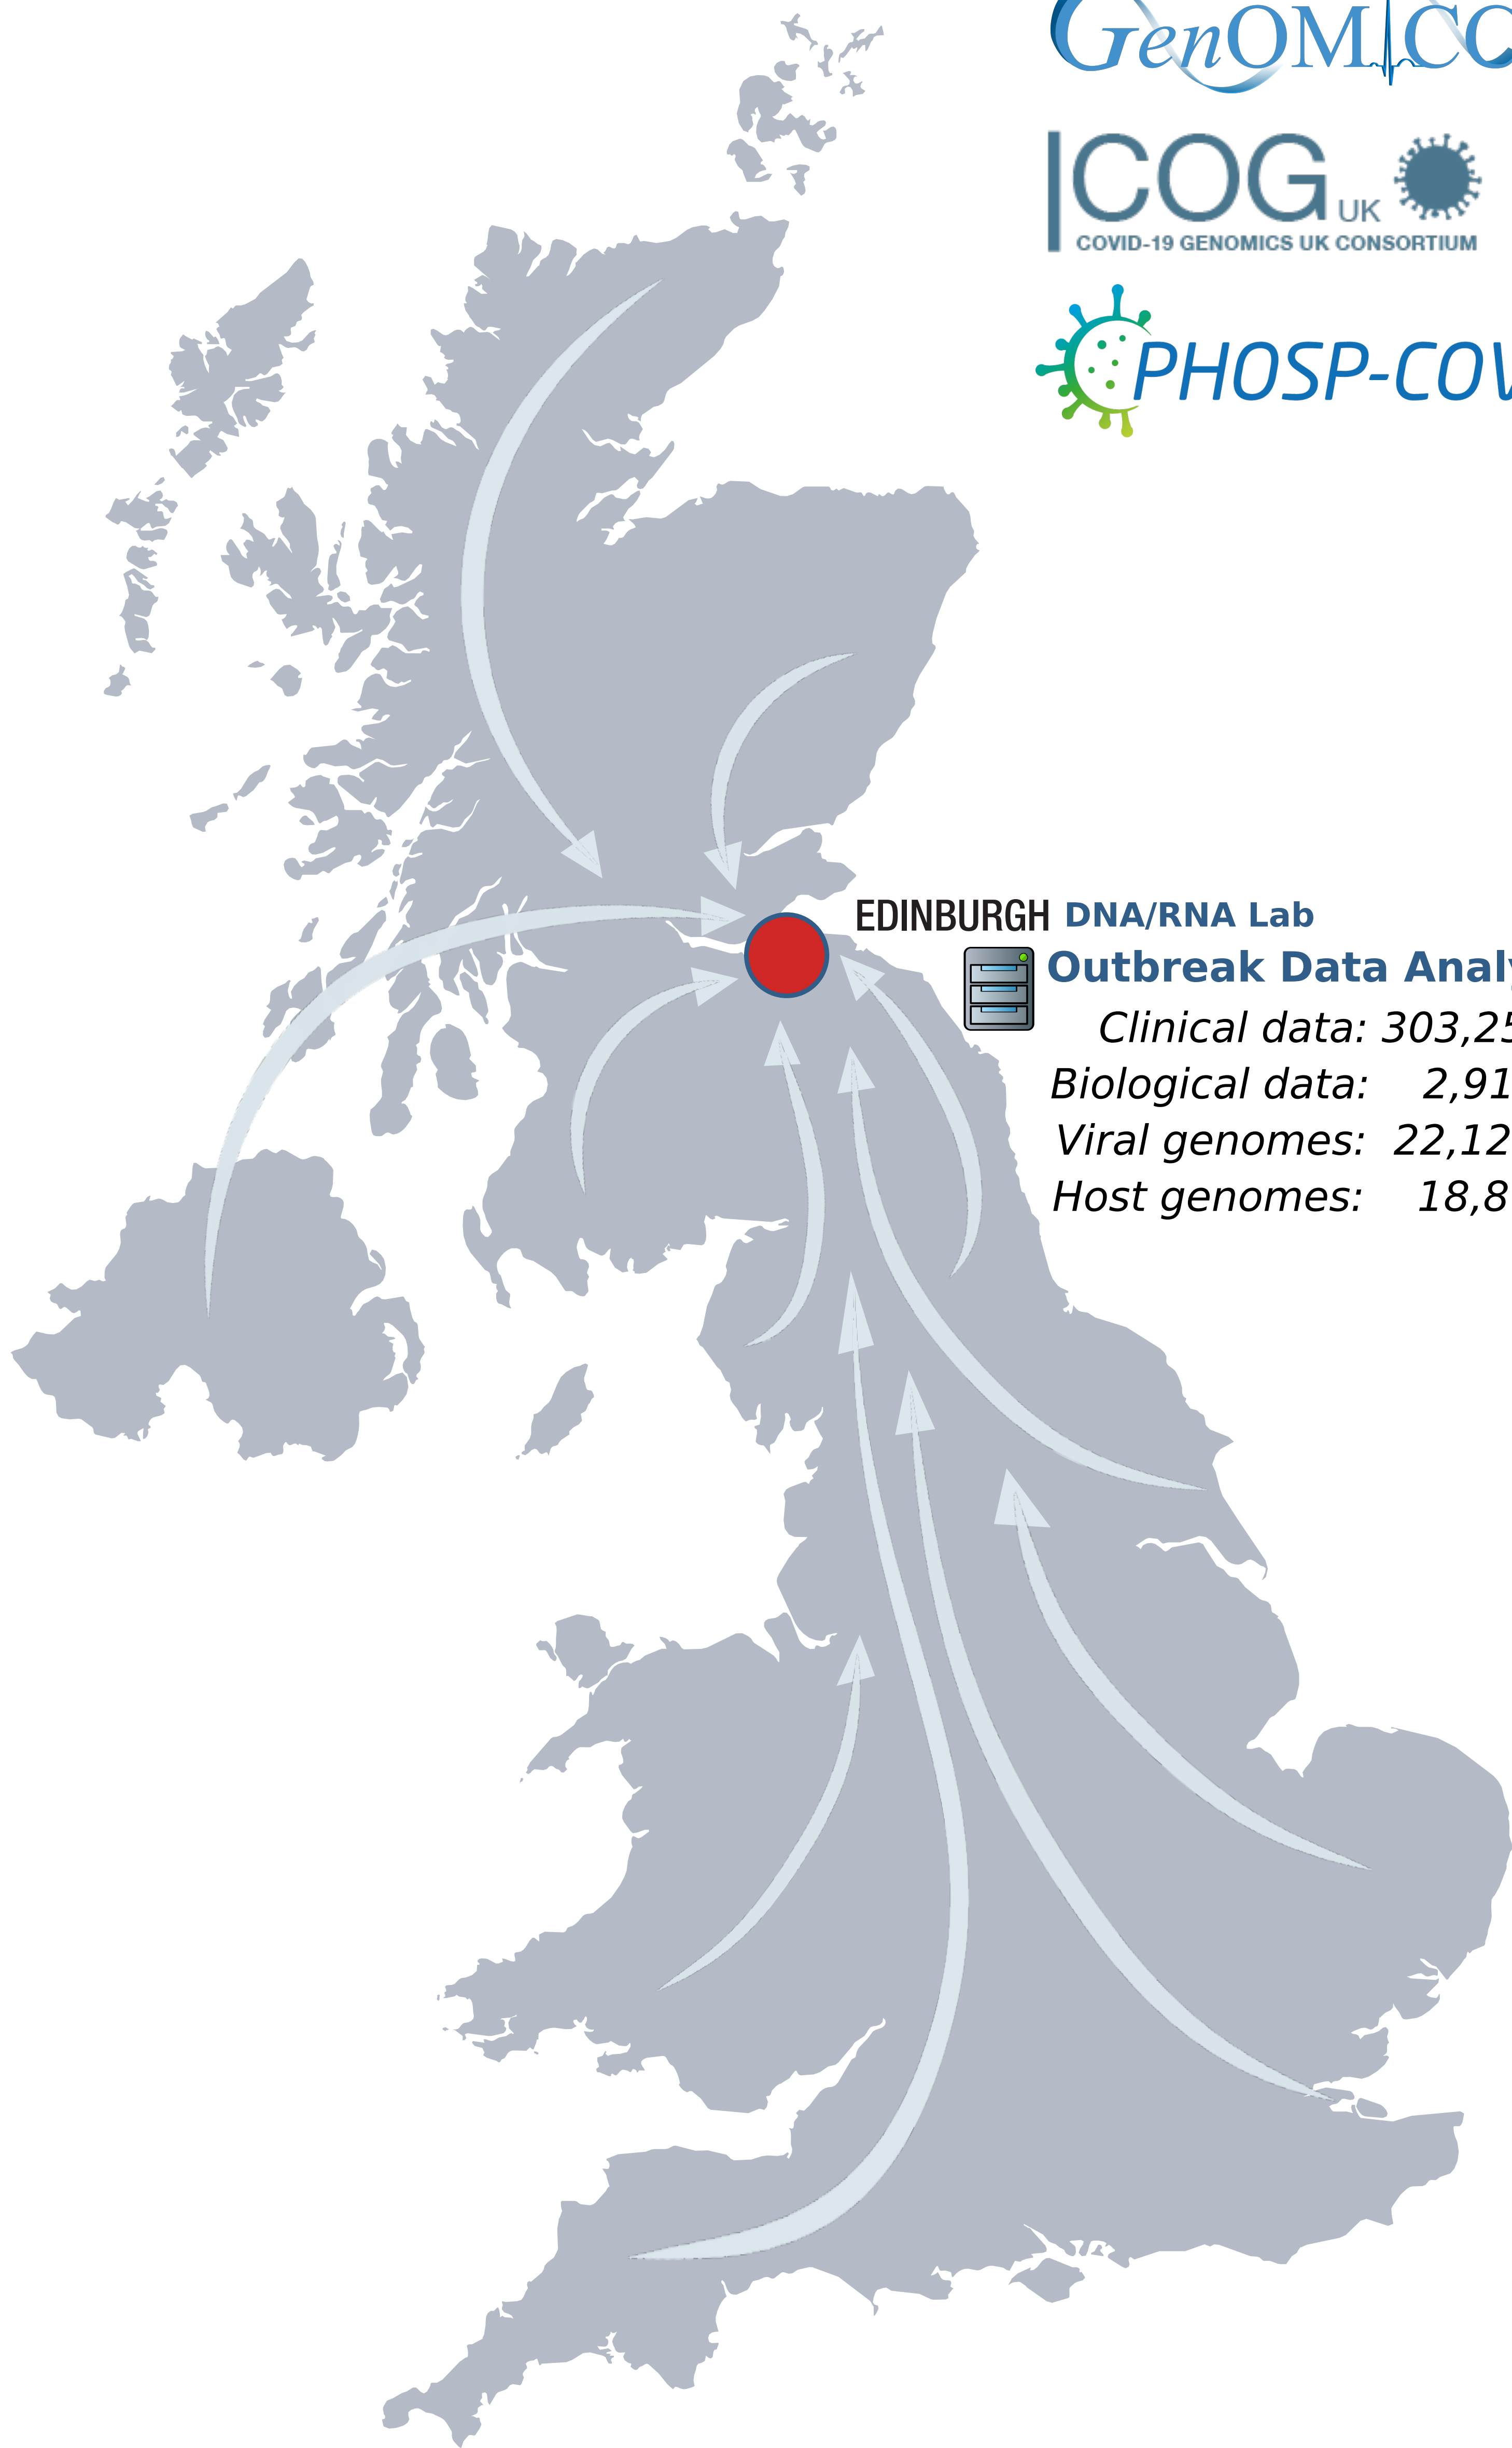 GenOMICC
COG UK
COVID-19 GENOMICS UK CONSORTIUM
PHOSP-COV
EDINBURGH DNA/RNA Lab
Outbreak Data Analy
Clinical data: 303,25
Biological data: 2,91
Viral genomes: 22,12
Host genomes: 18,8